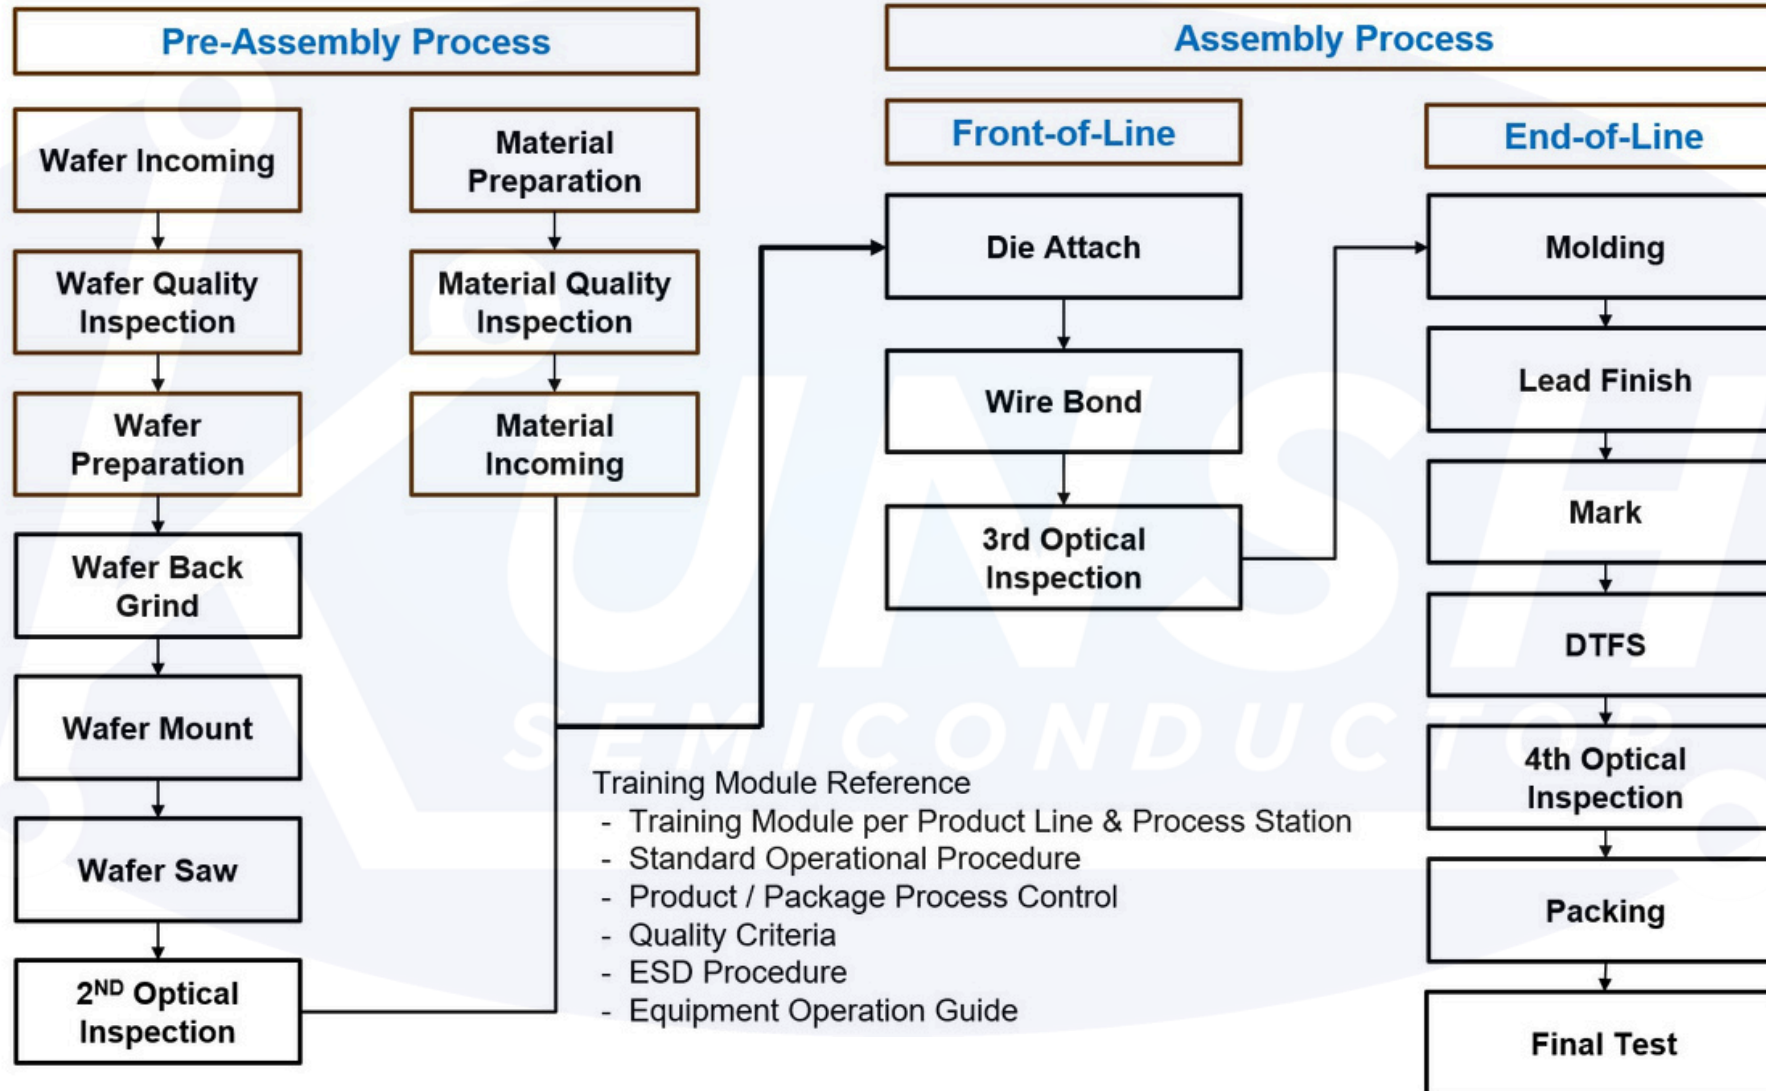 Pre-Assembly Process
Wafer Incoming
Wafer Quality
Inspection
Wafer
Preparation
Wafer Back
Grind
Wafer Mount
Wafer Saw
2ND Optical
Inspection
Material
Preparation
Material Quality
Inspection
Material
Incoming
Assembly Process
Front-of-Line
Die Attach
Wire Bond
3rd Optical
Inspection
End-of-Line
Molding
Lead Finish
Mark
DTFS
4th Optical
Inspection
Packing
Final Test
Training Module Reference
- Training Module per Product Line & Process Station
- Standard Operational Procedure
- Product / Package Process Control
- Quality Criteria
- ESD Procedure
- Equipment Operation Guide
KUNSH
SEMICONDUCTOR